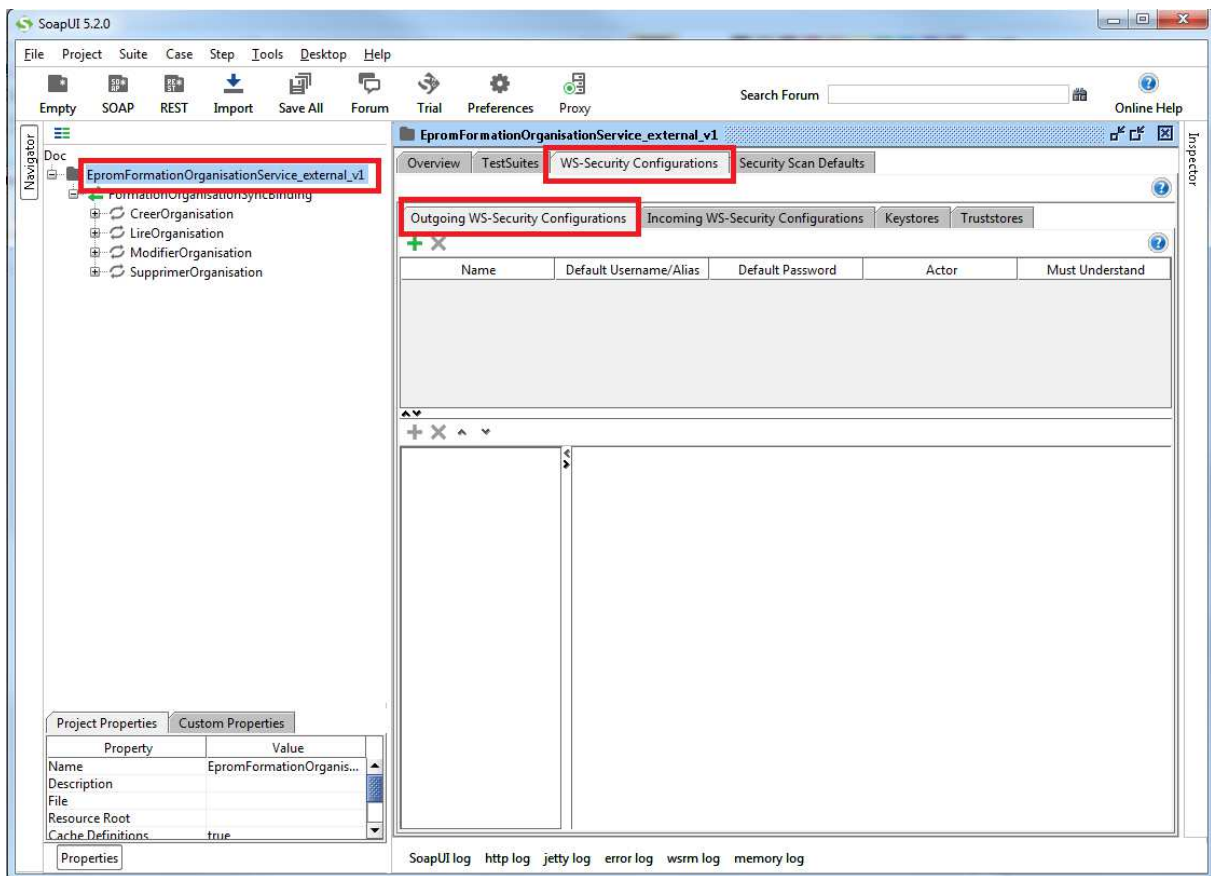 SoapUI 5.2.0
File Project Suite Case Step Tools Desktop Help
Empty SOAP REST Import Save All Forum Trial Preferences Proxy Search Forum Online Help
Navigator
Doc
EpromFormationOrganisationService_external_v1
FormationOrganisationSyncBinding
CreerOrganisation
LireOrganisation
ModifierOrganisation
SupprimerOrganisation
Project Properties Custom Properties
Property Value
Name EpromFormationOrganis...
Description
File
Resource Root
Cache Definitions true
Properties
EpromFormationOrganisationService_external_v1
Overview TestSuites WS-Security Configurations Security Scan Defaults
Outgoing WS-Security Configurations Incoming WS-Security Configurations Keystores Truststores
Name Default Username/Alias Default Password Actor Must Understand
Inspector
SoapUI log http log jetty log error log wsrm log memory log